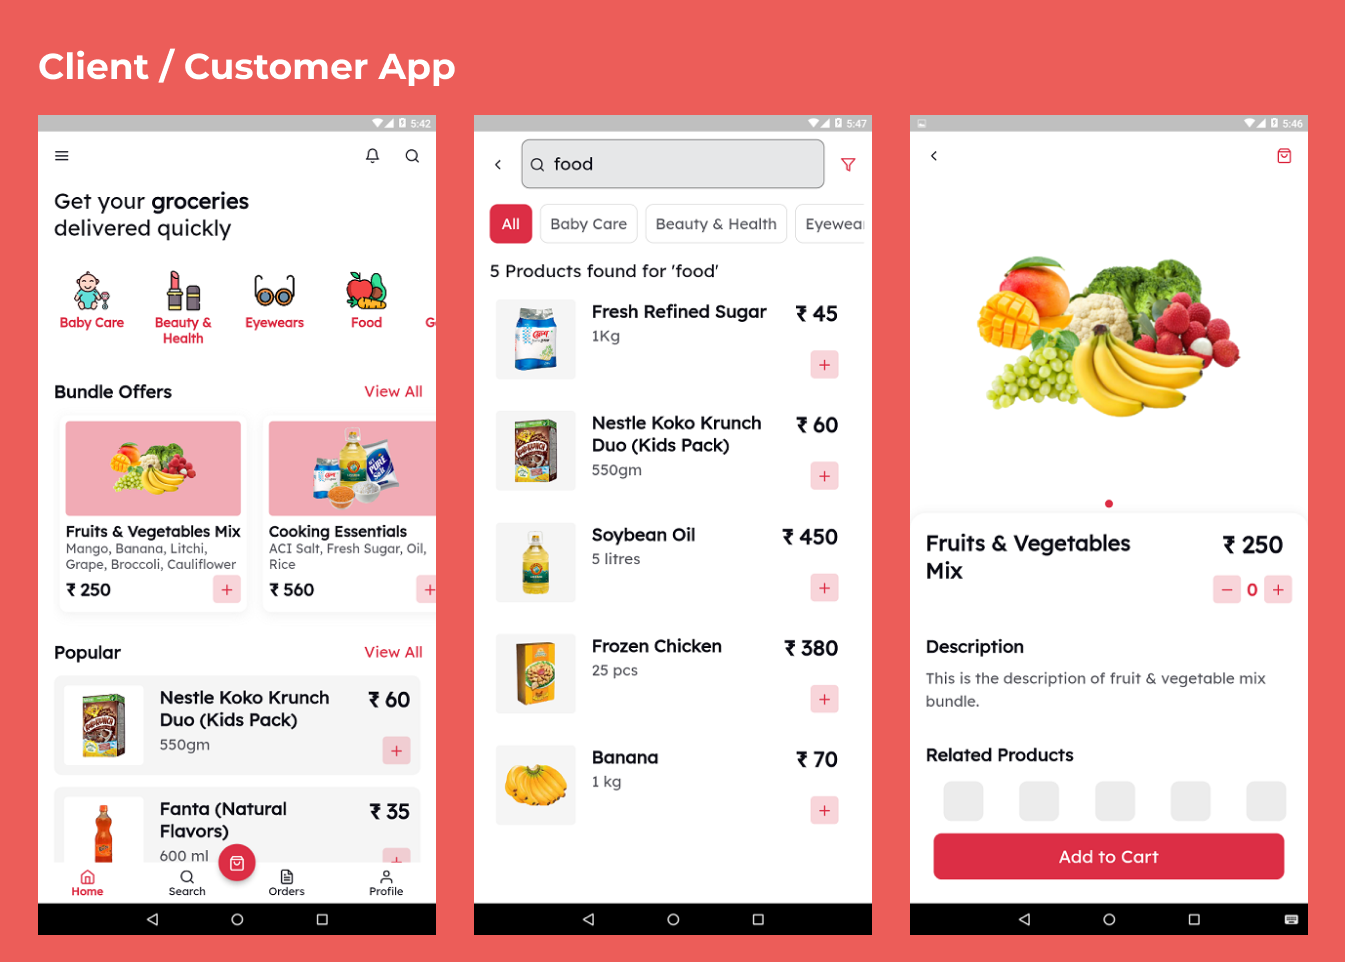 Client / Customer App
5:42
Get your groceries
delivered quickly
Baby Care
Beauty &
Health
Eyewears
Food
Bundle Offers
View All
Fruits & Vegetables Mix
Mango, Banana, Litchi,
Grape, Broccoli, Cauliflower
₹ 250
+
Cooking Essentials
ACI Salt, Fresh Sugar, Oil,
Rice
₹ 560
+
Popular
View All
Nestle Koko Krunch
Duo (Kids Pack)
550gm
₹ 60
+
Fanta (Natural
Flavors)
600 ml
₹ 35
+
Home
Search
Orders
Profile
5:47
food
All
Baby Care
Beauty & Health
Eyewear
5 Products found for 'food'
Fresh Refined Sugar
1Kg
₹ 45
+
Nestle Koko Krunch
Duo (Kids Pack)
550gm
₹ 60
+
Soybean Oil
5 litres
₹ 450
+
Frozen Chicken
25 pcs
₹ 380
+
Banana
1 kg
₹ 70
+
5:46
Fruits & Vegetables
Mix
₹ 250
− 0 +
Description
This is the description of fruit & vegetable mix
bundle.
Related Products
Add to Cart